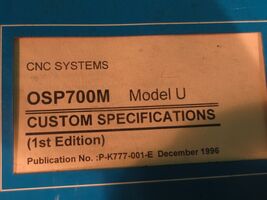 CNC SYSTEMS
OSP700M Model U
CUSTOM SPECIFICATIONS
(1st Edition)
Publication No. :P-K777-001-E December 1996